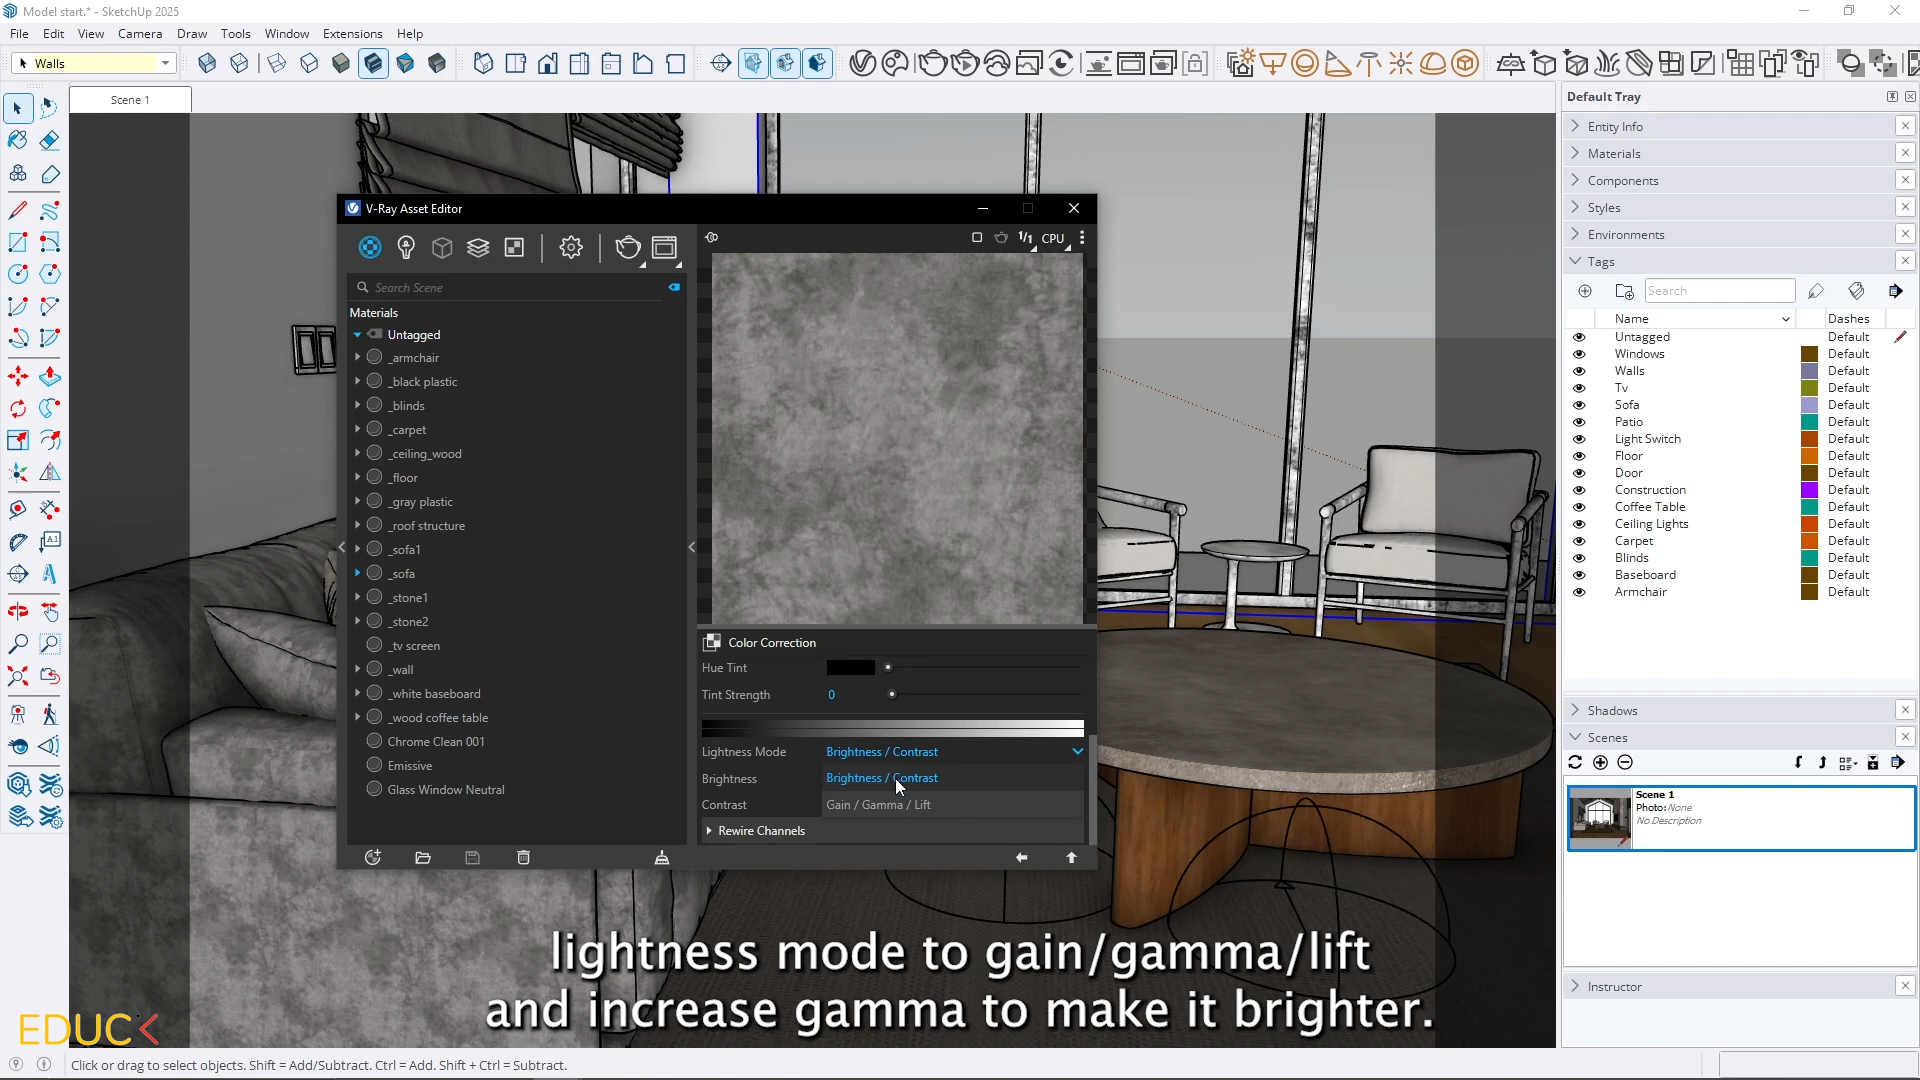 Model start.* - SketchUp 2025
File Edit View Camera Draw Tools Window Extensions Help
Walls
Scene 1
V-Ray Asset Editor
1/1 CPU
Search Scene
Materials
Untagged
_armchair
_black plastic
_blinds
_carpet
_ceiling_wood
_floor
_gray plastic
_roof structure
_sofa1
_sofa
_stone1
_stone2
_tv screen
_wall
_white baseboard
_wood coffee table
Chrome Clean 001
Emissive
Glass Window Neutral
Color Correction
Hue Tint
Tint Strength 0
Lightness Mode Brightness / Contrast
Brightness Brightness / Contrast
Contrast Gain / Gamma / Lift
Rewire Channels
Default Tray
Entity Info
Materials
Components
Styles
Environments
Tags
Search
Name Dashes
Untagged Default
Windows Default
Walls Default
Tv Default
Sofa Default
Patio Default
Light Switch Default
Floor Default
Door Default
Construction Default
Coffee Table Default
Ceiling Lights Default
Carpet Default
Blinds Default
Baseboard Default
Armchair Default
Shadows
Scenes
Scene 1
Photo: None
No Description
Instructor
lightness mode to gain/gamma/lift
and increase gamma to make it brighter.
EDUC
Click or drag to select objects. Shift = Add/Subtract. Ctrl = Add. Shift + Ctrl = Subtract.